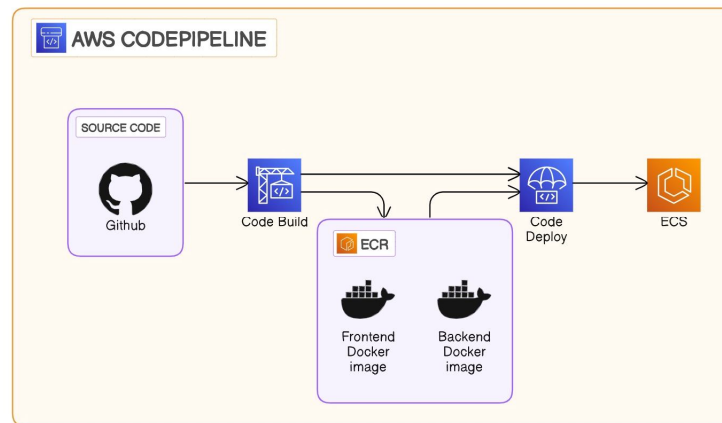 AWS CODEPIPELINE
SOURCE CODE
Github
Code Build
Code
Deploy
ECS
ECR
Frontend
Docker
image
Backend
Docker
image